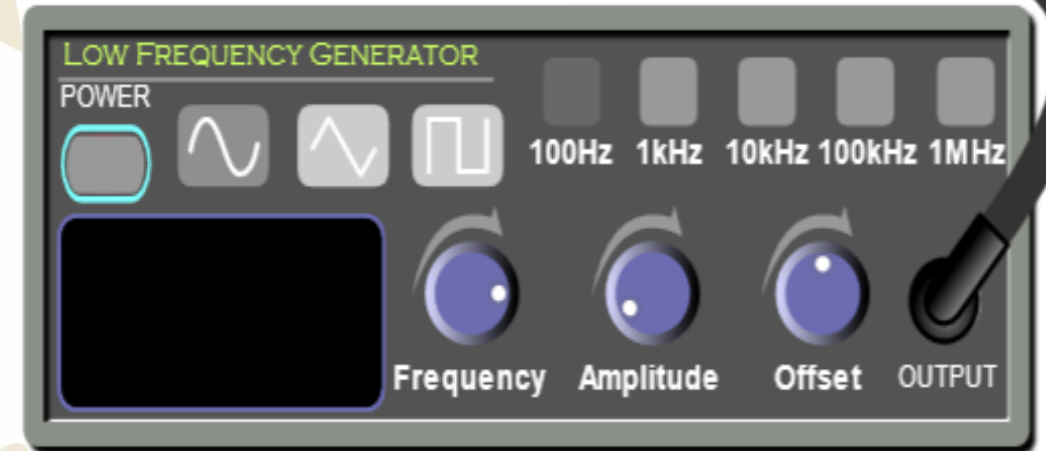 LOW FREQUENCY GENERATOR
POWER
100Hz 1kHz 10kHz 100kHz 1MHz
Frequency Amplitude Offset OUTPUT